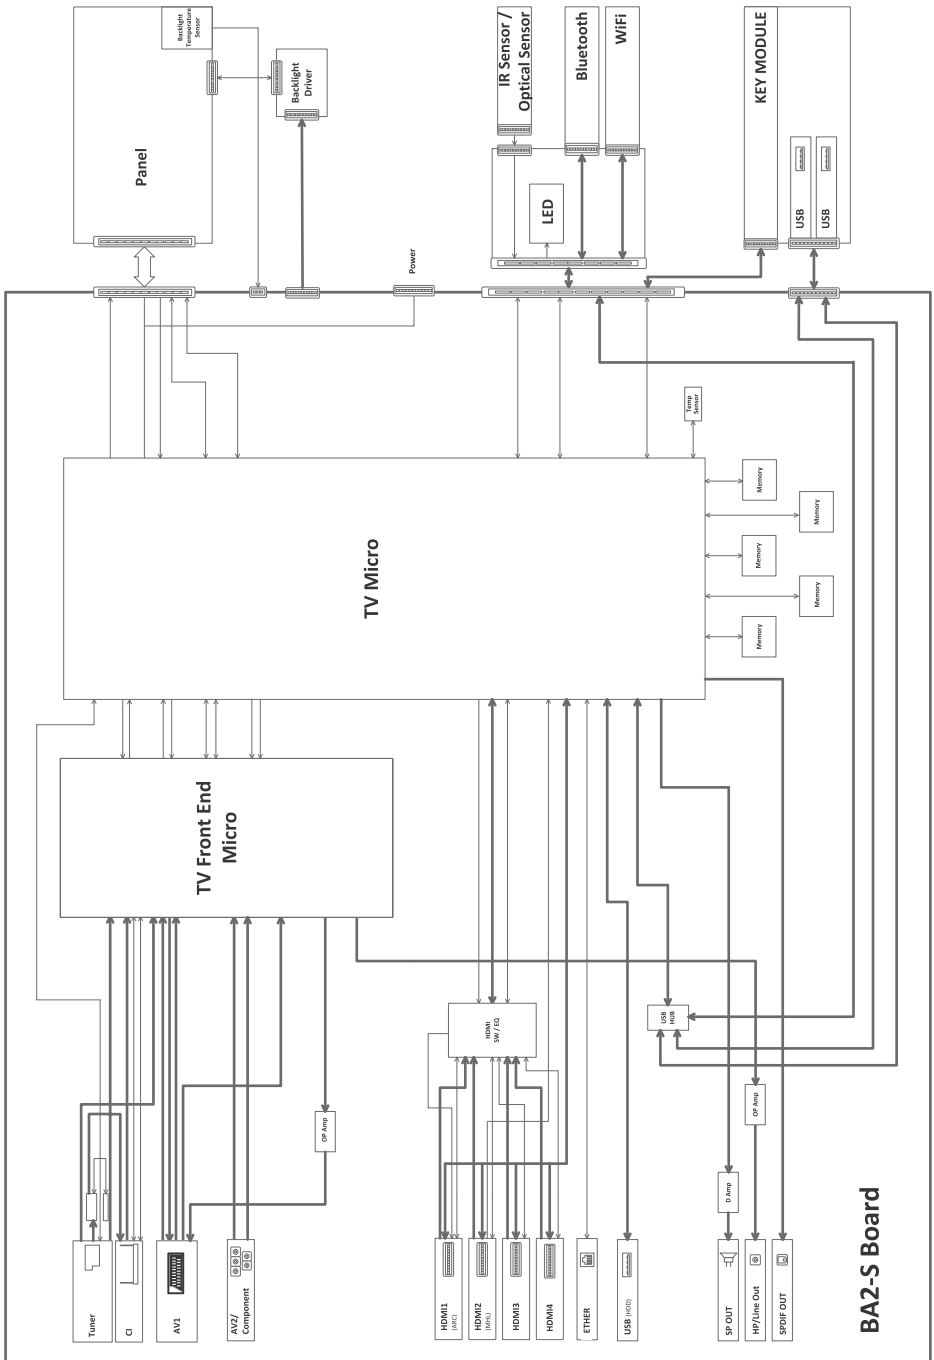 Backlight
Temperature
Sensor
Panel
Backlight
Driver
IR Sensor /
Optical Sensor
Bluetooth
WiFi
LED
KEY MODULE
USB
USB
Power
Temp
Sensor
TV Micro
Memory
Memory
Memory
Memory
Memory
TV Front End
Micro
HDMI
SW / EQ
USB
HUB
OP Amp
OP Amp
D Amp
Tuner
CI
AV1
AV2/
Component
HDMI1
(ARC)
HDMI2
(MHL)
HDMI3
HDMI4
ETHER
USB (HDD)
SP OUT
HP/Line Out
SPDIF OUT
BA2-S Board